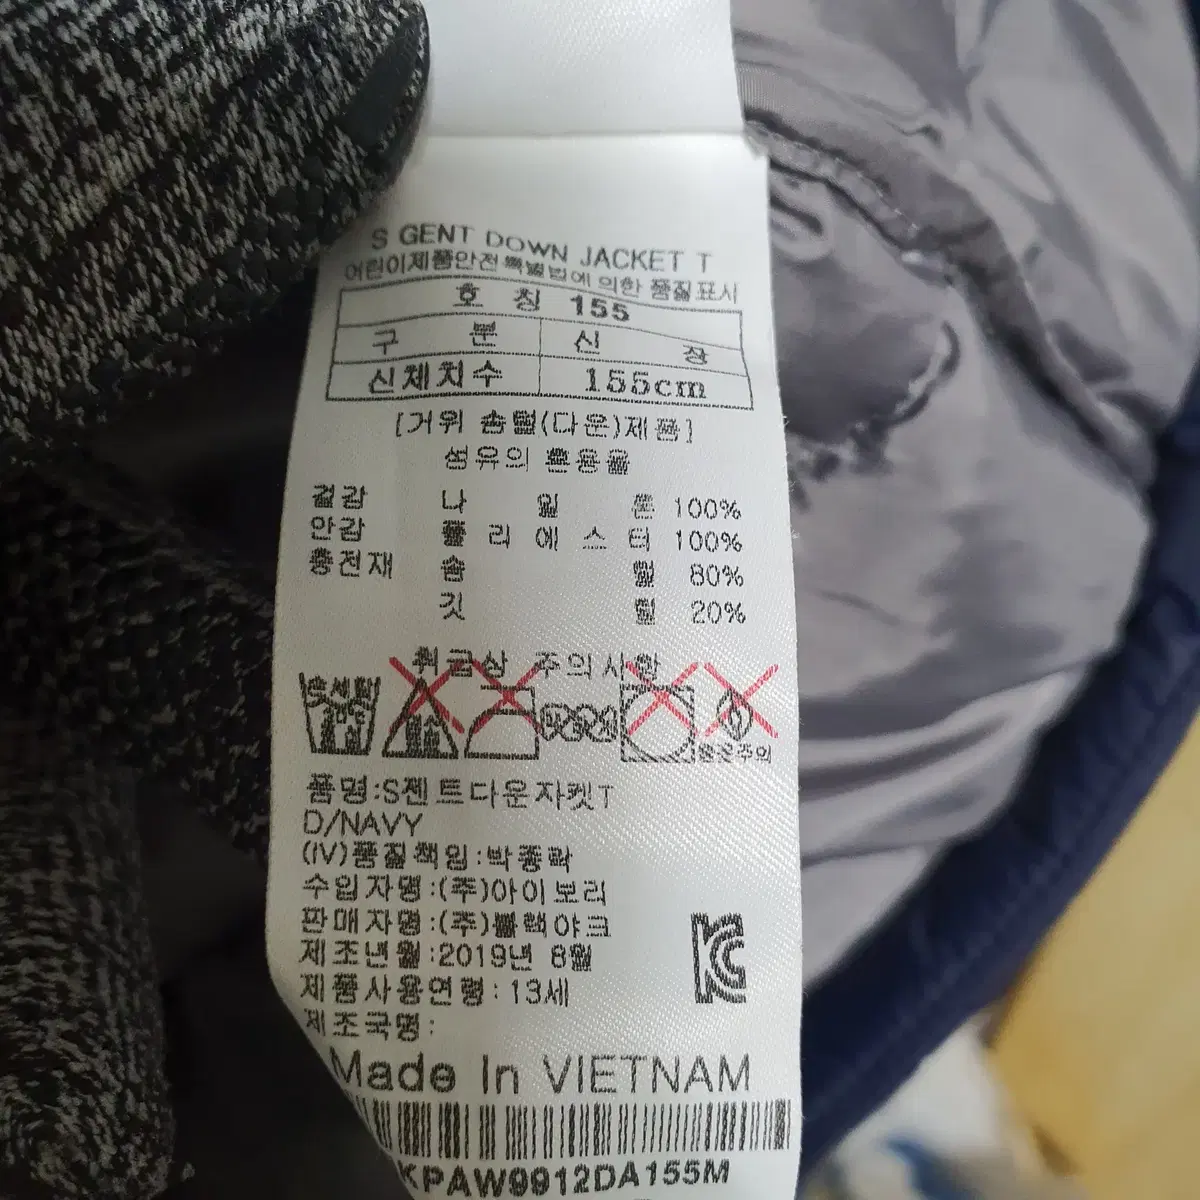 S GENT DOWN JACKET T
어린이제품안전특별법에 의한 품질표시
호 칭 155
구 분 신 장
신체치수 155cm
[거위 솜털(다운)제품]
섬유의 혼용율
겉감 나 일 론 100%
안감 폴 리 에 스 터 100%
충전재 솜 털 80%
깃 털 20%
취급상 주의사항
손세탁
품명:S젠트다운자켓T
D/NAVY
(IV)품질책임:박종락
수입자명:(주)아이보리
판매자명:(주)블랙야크
제조년월:2019년 8월
제품사용연령:13세
제조국명:
Made In VIETNAM
KPAW9912DA155M